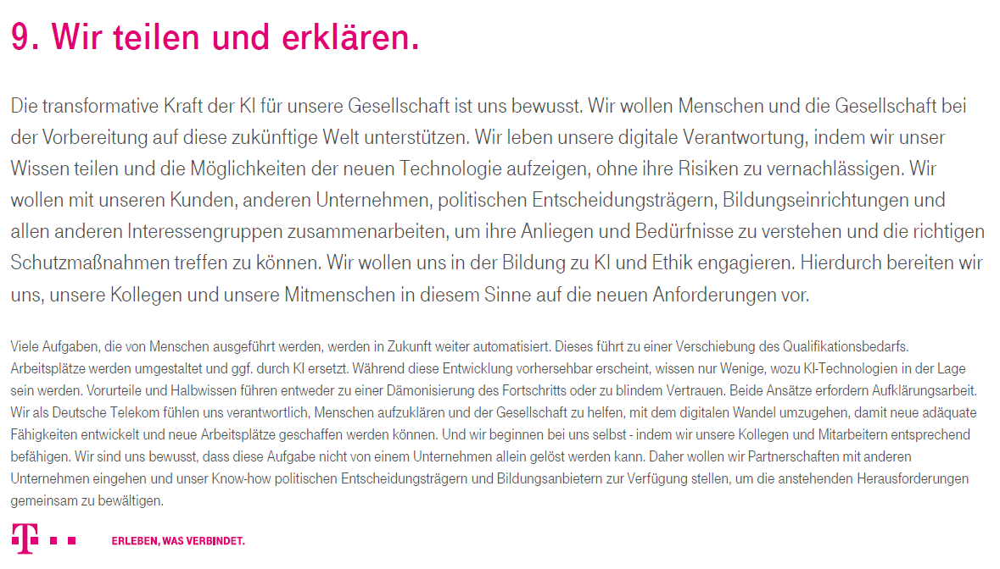 9. Wir teilen und erklären.
Die transformative Kraft der KI für unsere Gesellschaft ist uns bewusst. Wir wollen Menschen und die Gesellschaft bei
der Vorbereitung auf diese zukünftige Welt unterstützen. Wir leben unsere digitale Verantwortung, indem wir unser
Wissen teilen und die Möglichkeiten der neuen Technologie aufzeigen, ohne ihre Risiken zu vernachlässigen. Wir
wollen mit unseren Kunden, anderen Unternehmen, politischen Entscheidungsträgern, Bildungseinrichtungen und
allen anderen Interessengruppen zusammenarbeiten, um ihre Anliegen und Bedürfnisse zu verstehen und die richtigen
Schutzmaßnahmen treffen zu können. Wir wollen uns in der Bildung zu KI und Ethik engagieren. Hierdurch bereiten wir
uns, unsere Kollegen und unsere Mitmenschen in diesem Sinne auf die neuen Anforderungen vor.
Viele Aufgaben, die von Menschen ausgeführt werden, werden in Zukunft weiter automatisiert. Dieses führt zu einer Verschiebung des Qualifikationsbedarfs.
Arbeitsplätze werden umgestaltet und ggf. durch KI ersetzt. Während diese Entwicklung vorhersehbar erscheint, wissen nur Wenige, wozu KI-Technologien in der Lage
sein werden. Vorurteile und Halbwissen führen entweder zu einer Dämonisierung des Fortschritts oder zu blindem Vertrauen. Beide Ansätze erfordern Aufklärungsarbeit.
Wir als Deutsche Telekom fühlen uns verantwortlich, Menschen aufzuklären und der Gesellschaft zu helfen, mit dem digitalen Wandel umzugehen, damit neue adäquate
Fähigkeiten entwickelt und neue Arbeitsplätze geschaffen werden können. Und wir beginnen bei uns selbst - indem wir unsere Kollegen und Mitarbeitern entsprechend
befähigen. Wir sind uns bewusst, dass diese Aufgabe nicht von einem Unternehmen allein gelöst werden kann. Daher wollen wir Partnerschaften mit anderen
Unternehmen eingehen und unser Know-how politischen Entscheidungsträgern und Bildungsanbietern zur Verfügung stellen, um die anstehenden Herausforderungen
gemeinsam zu bewältigen.
T ERLEBEN, WAS VERBINDET.